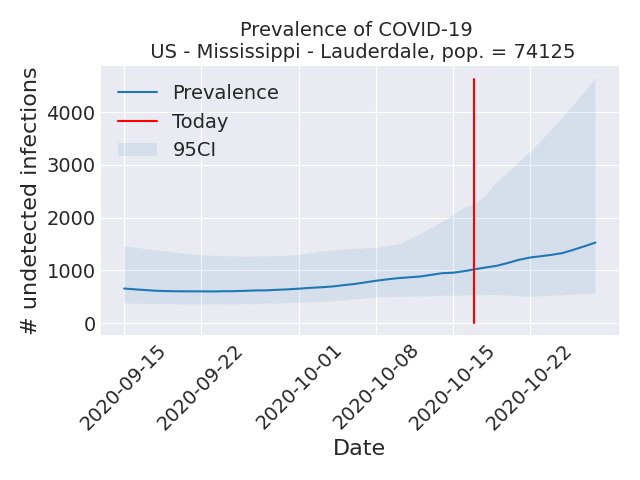 Prevalence of COVID-19
US - Mississippi - Lauderdale, pop. = 74125
# undetected infections
4000
3000
2000
1000
0
Prevalence
Today
95CI
2020-09-15
2020-09-22
2020-10-01
2020-10-08
2020-10-15
2020-10-22
Date